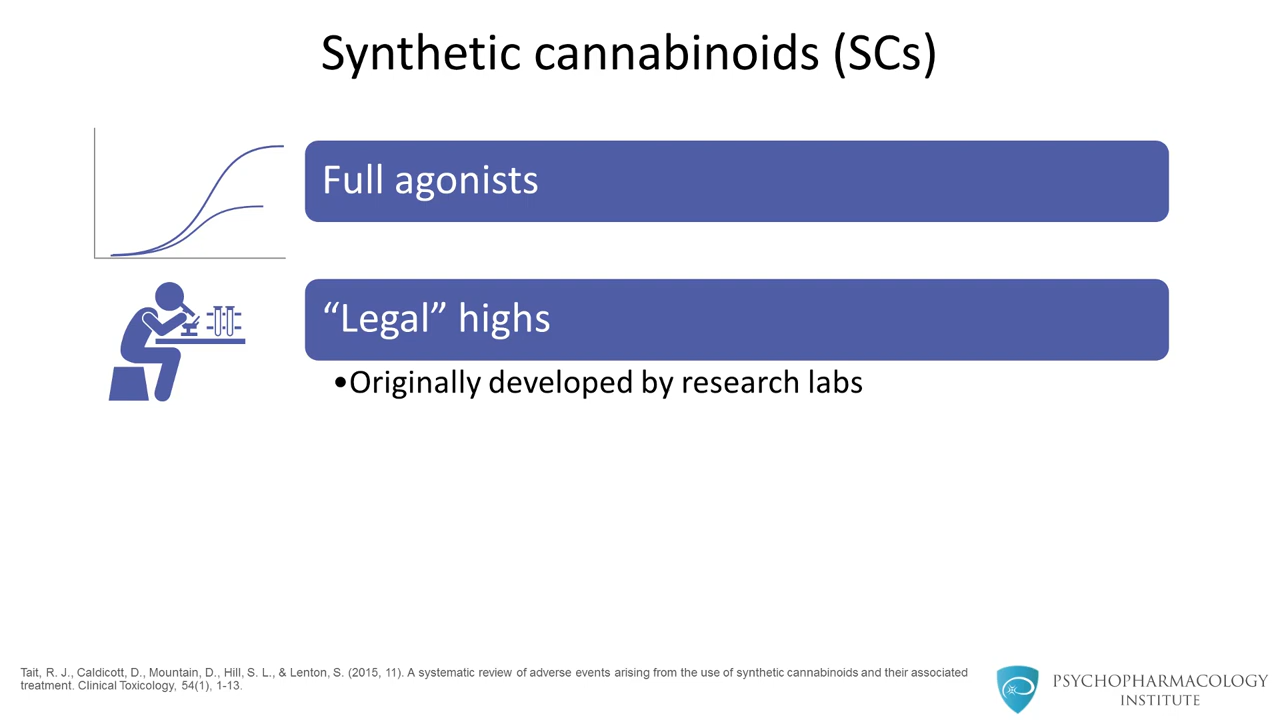 Synthetic cannabinoids (SCs)
Full agonists
“Legal” highs
•Originally developed by research labs
Tait, R. J., Caldicott, D., Mountain, D., Hill, S. L., & Lenton, S. (2015, 11). A systematic review of adverse events arising from the use of synthetic cannabinoids and their associated
treatment. Clinical Toxicology, 54(1), 1-13.
PSYCHOPHARMACOLOGY
INSTITUTE